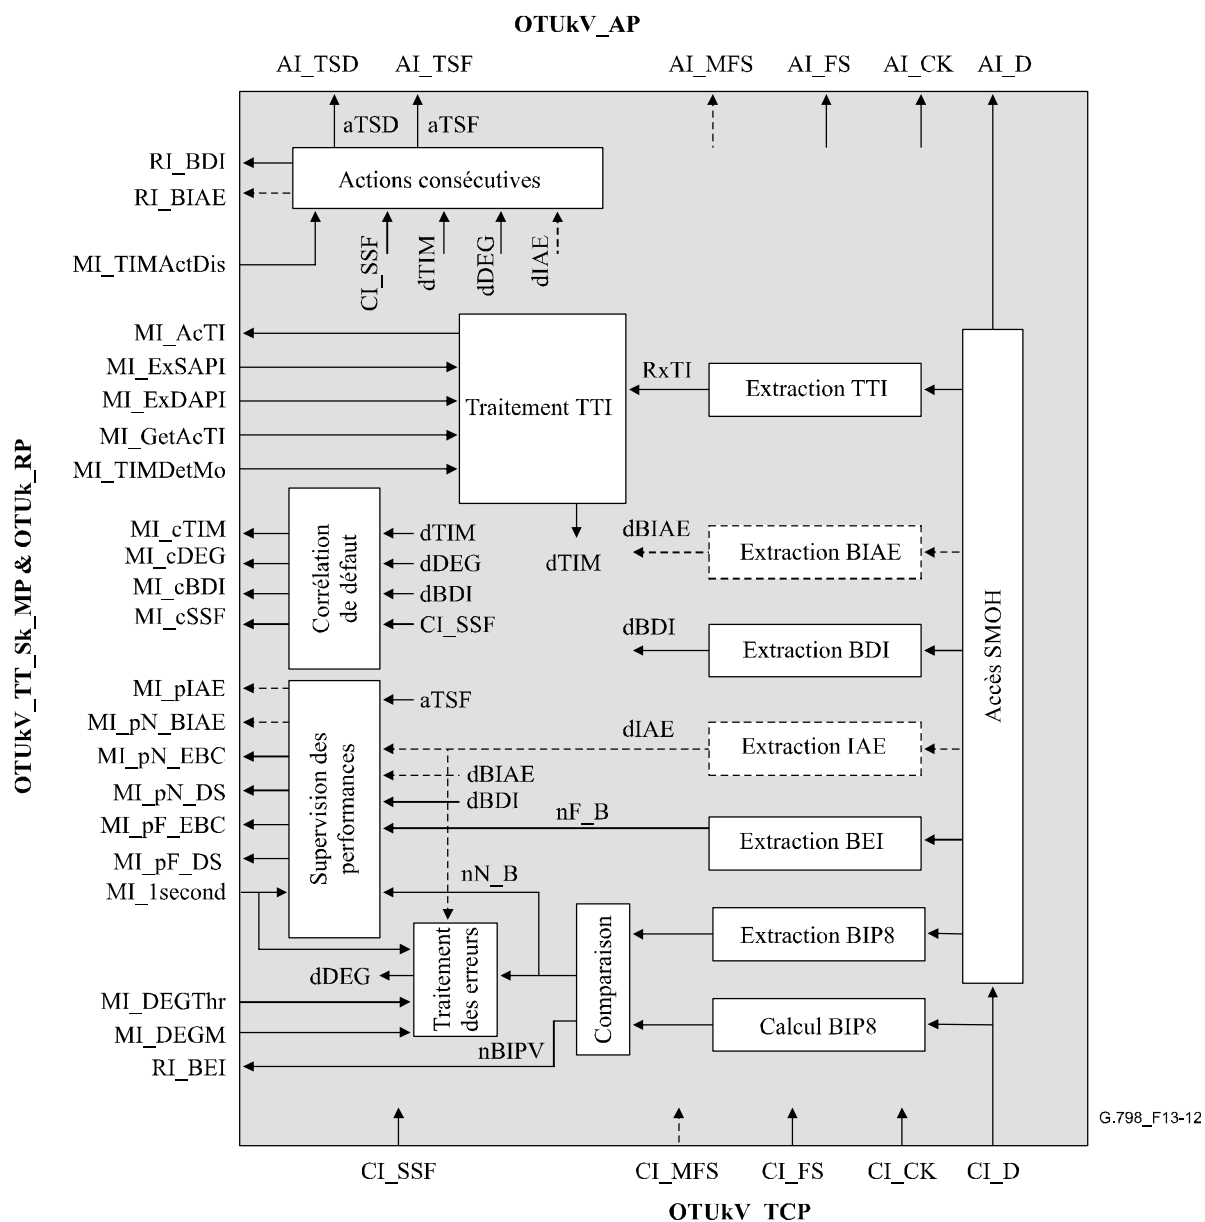 OTUkV_AP
AI_TSD AI_TSF AI_MFS AI_FS AI_CK AI_D
aTSD aTSF
RI_BDI
RI_BIAE
Actions consécutives
MI_TIMActDis
CI_SSF
dTIM
dDEG
dIAE
MI_AcTI
MI_ExSAPI
MI_ExDAPI
MI_GetAcTI
MI_TIMDetMo
Traitement TTI
RxTI
Extraction TTI
OTUkV_TT_Sk_MP & OTUk_RP
MI_cTIM
MI_cDEG
MI_cBDI
MI_cSSF
Corrélation
de défaut
dTIM
dDEG
dBDI
CI_SSF
dTIM
dBIAE
Extraction BIAE
dBDI
Extraction BDI
Accès SMOH
MI_pIAE
MI_pN_BIAE
MI_pN_EBC
MI_pN_DS
MI_pF_EBC
MI_pF_DS
MI_1second
Supervision des
performances
aTSF
dIAE
Extraction IAE
dBIAE
dBDI
nF_B
Extraction BEI
nN_B
Extraction BIP8
Comparaison
Traitement
des erreurs
dDEG
MI_DEGThr
MI_DEGM
RI_BEI
nBIPV
Calcul BIP8
G.798_F13-12
CI_SSF CI_MFS CI_FS CI_CK CI_D
OTUkV_TCP